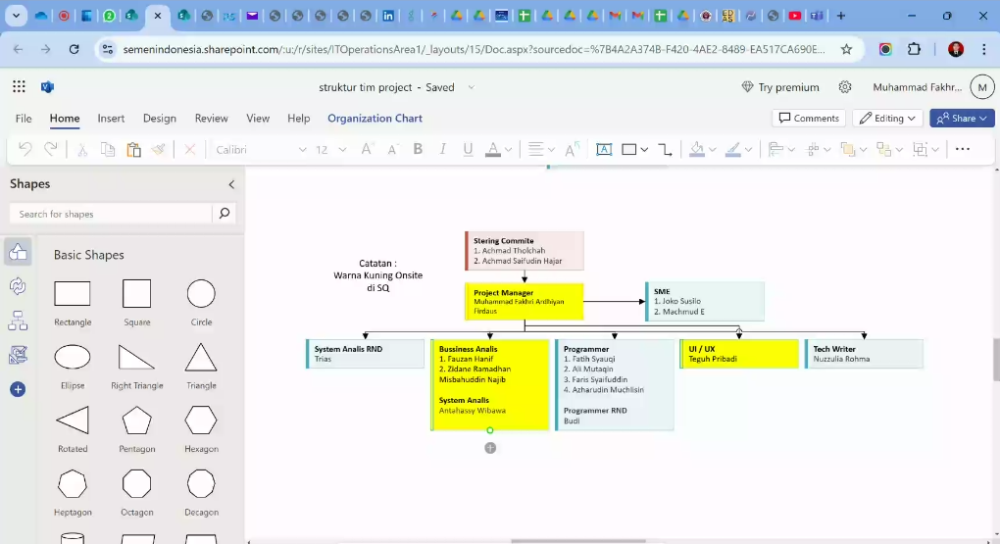 semenindonesia.sharepoint.com/:u:/r/sites/ITOperationsArea1/_layouts/15/Doc.aspx?sourcedoc=%7B4A2A374B-F420-4AE2-8489-EA517CA690E...
struktur tim project - Saved
Try premium
Muhammad Fakhr...
M
File
Home
Insert
Design
Review
View
Help
Organization Chart
Comments
Editing
Share
Calibri
12
Shapes
Search for shapes
Basic Shapes
Rectangle
Square
Circle
Ellipse
Right Triangle
Triangle
Rotated
Pentagon
Hexagon
Heptagon
Octagon
Decagon
Catatan :
Warna Kuning Onsite
di SQ
Stering Commite
1. Achmad Tholchah
2. Achmad Saifudin Hajar
Project Manager
Muhammad Fakhri Ardhiyan
Firdaus
SME
1. Joko Susilo
2. Machmud E
System Analis RND
Trias
Bussiness Analis
1. Fauzan Hanif
2. Zidane Ramadhan
Misbahuddin Najib
System Analis
Antahassy Wibawa
Programmer
1. Fatih Syauqi
2. Ali Mutaqin
3. Faris Syaifuddin
4. Azharudin Muchlisin
Programmer RND
Budi
UI / UX
Teguh Pribadi
Tech Writer
Nuzzulia Rohma